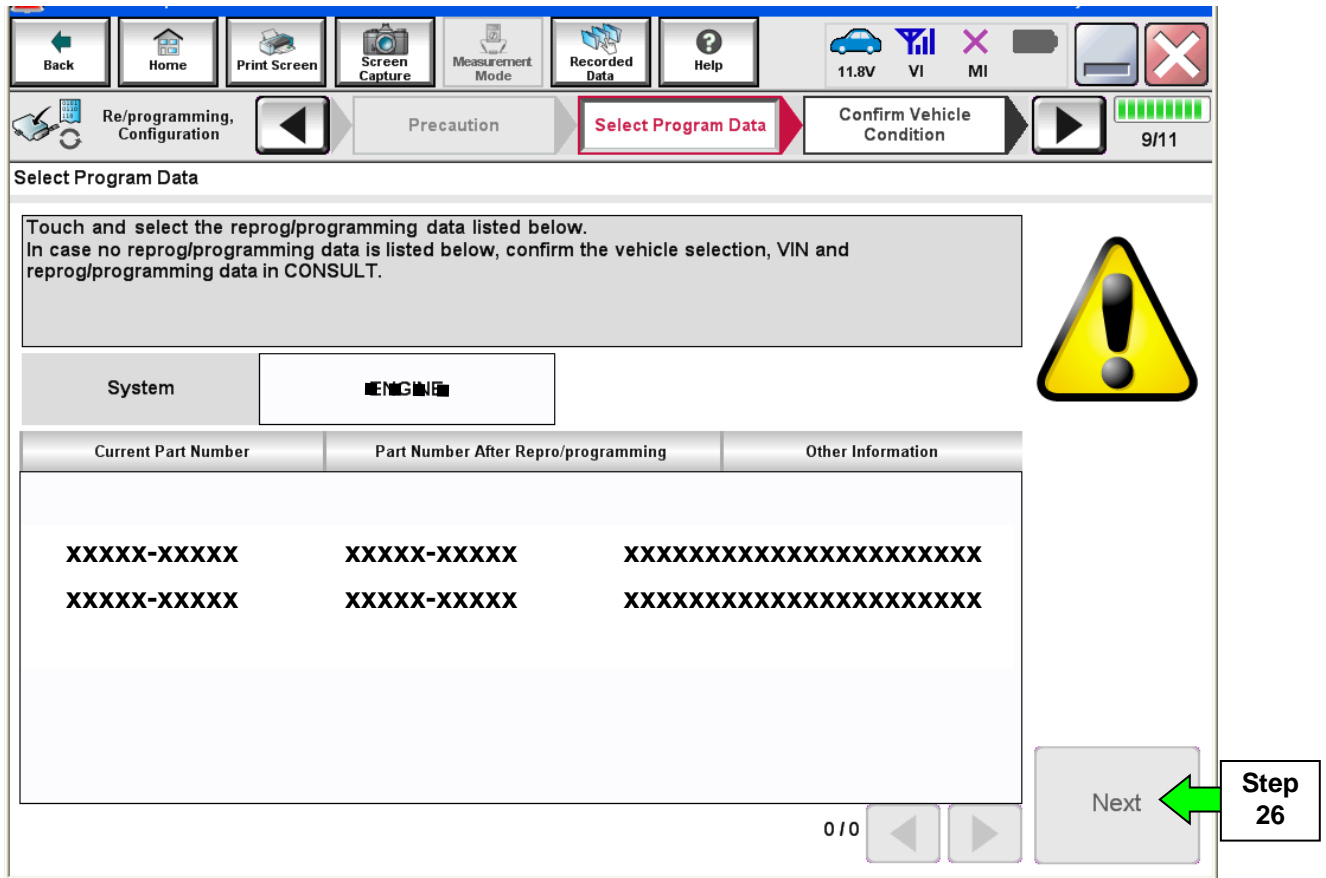 Back
Home
Print Screen
Screen
Capture
Measurement
Mode
Recorded
Data
Help
11.8V
VI
MI
Re/programming,
Configuration
Precaution
Select Program Data
Confirm Vehicle
Condition
9/11
Select Program Data
Touch and select the reprog/programming data listed below.
In case no reprog/programming data is listed below, confirm the vehicle selection, VIN and
reprog/programming data in CONSULT.
System
ENGINE
Current Part Number
Part Number After Repro/programming
Other Information
XXXXX-XXXXX XXXXX-XXXXX XXXXXXXXXXXXXXXXXXXXXX
XXXXX-XXXXX XXXXX-XXXXX XXXXXXXXXXXXXXXXXXXXXX
0/0
Next
Step
26